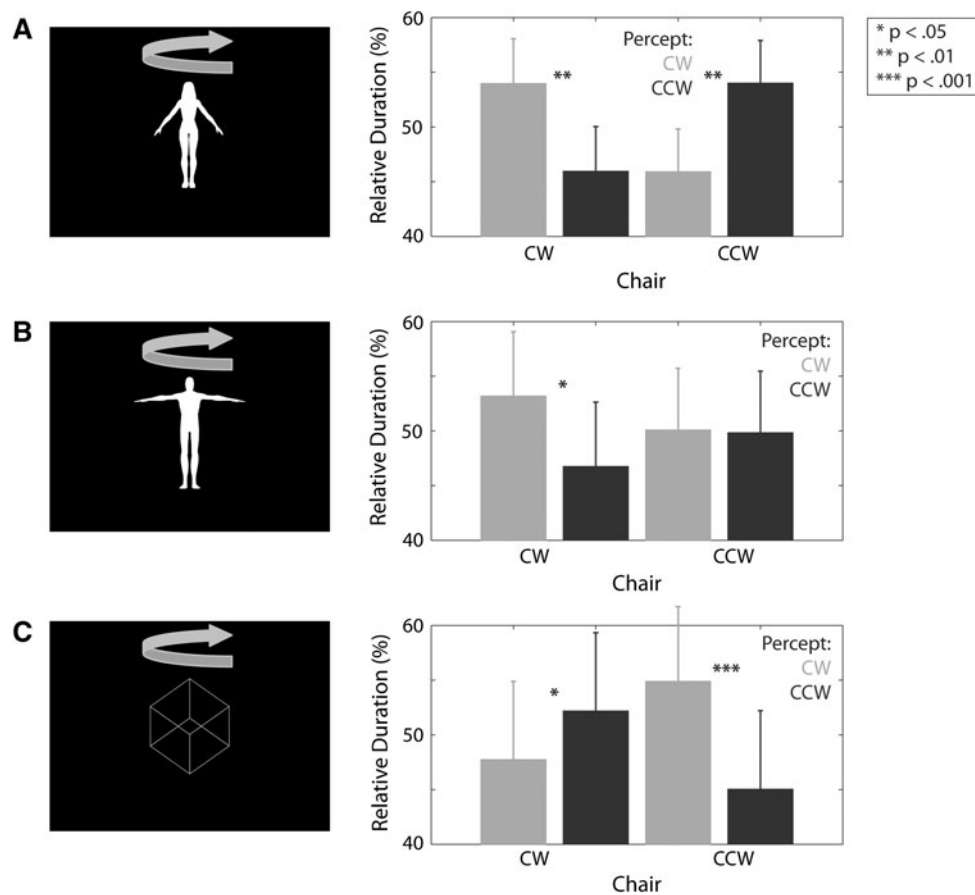 A
Relative Duration (%)
60
50
40
Percept:
CW
CCW
**
**
CW
CCW
Chair
* p < .05
** p < .01
*** p < .001
B
Relative Duration (%)
60
50
40
Percept:
CW
CCW
*
CW
CCW
Chair
C
Relative Duration (%)
60
50
40
Percept:
CW
CCW
*
***
CW
CCW
Chair